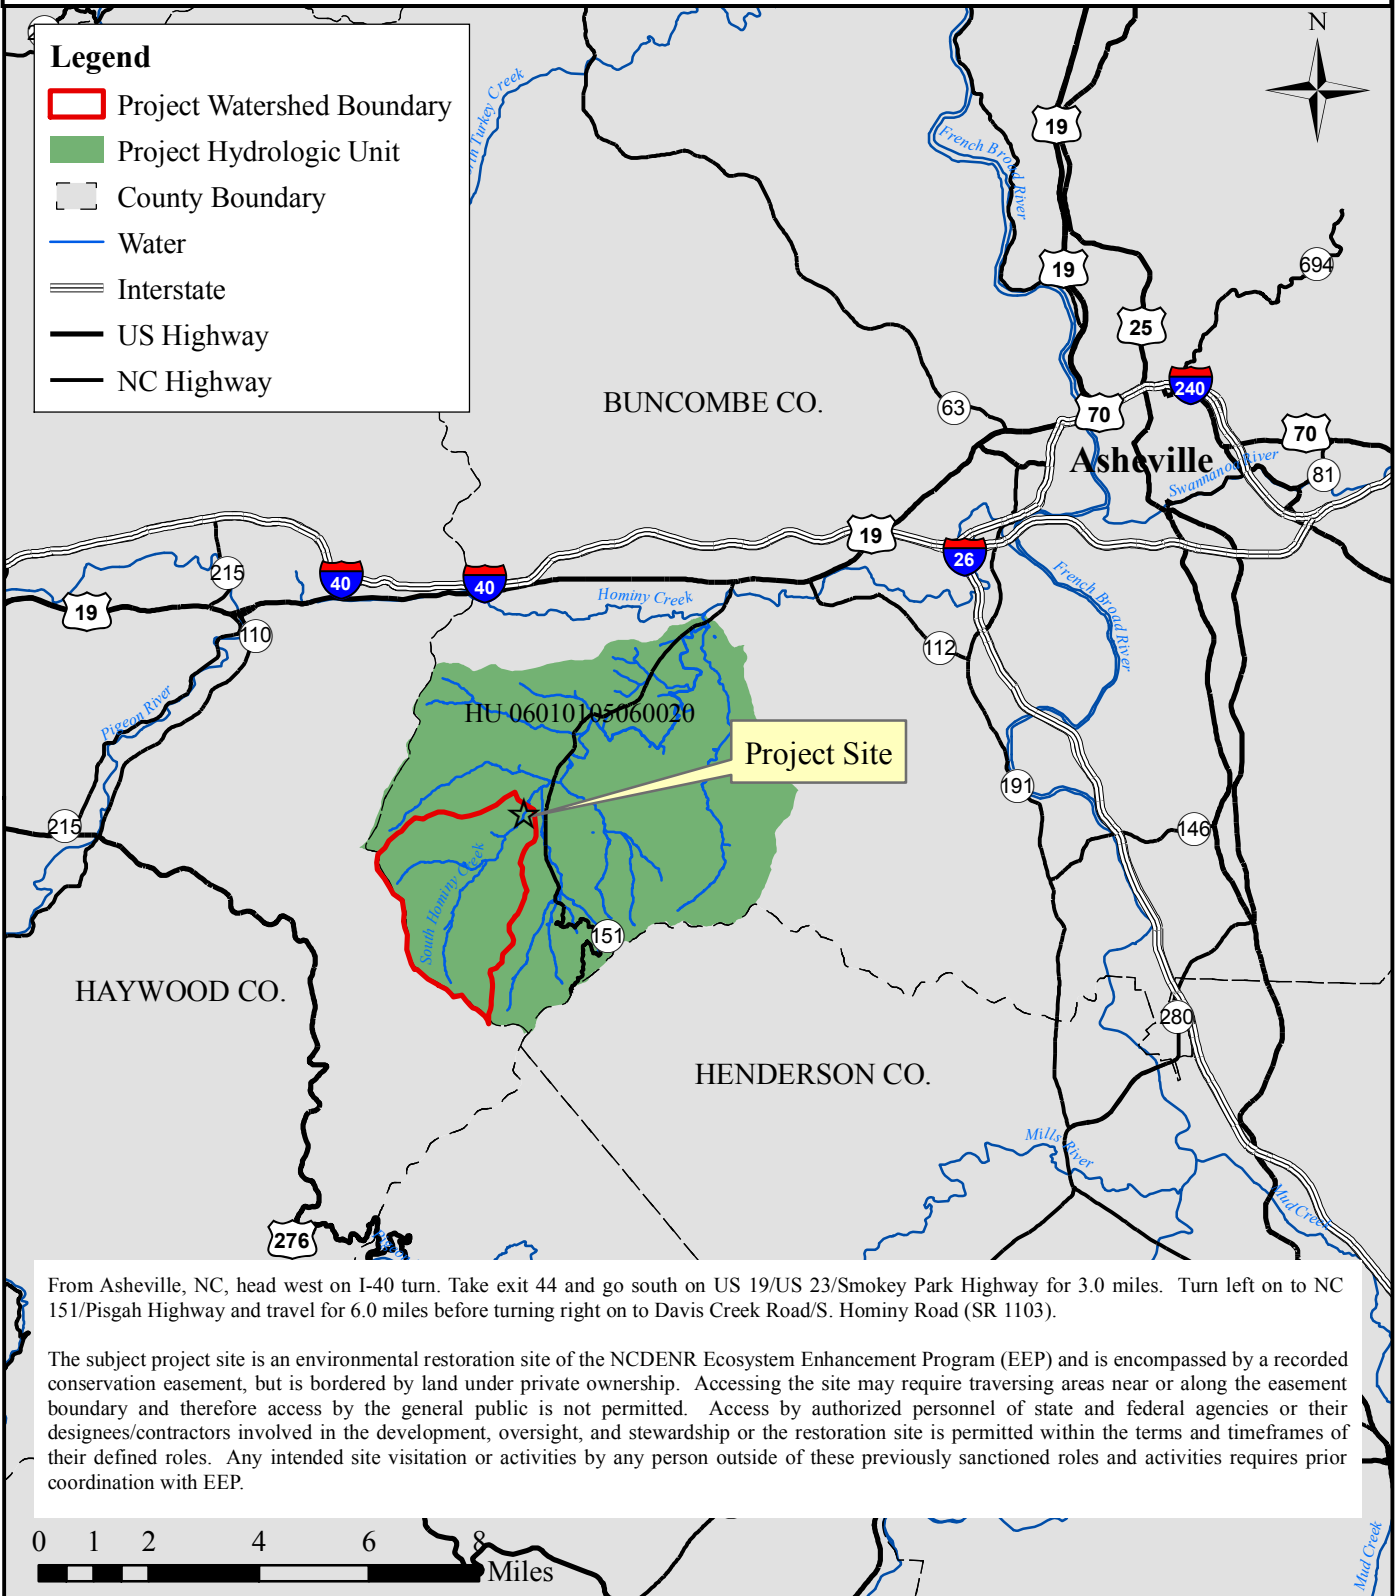 Legend
Project Watershed Boundary
Project Hydrologic Unit
County Boundary
Water
Interstate
US Highway
NC Highway
N
Turkey Creek
French Broad River
19
19
694
25
240
BUNCOMBE CO.
63
70
70
Asheville
Swannanoa River
81
19
26
215
40
40
19
Hominy Creek
French Broad River
110
112
Pigeon River
HU 06010105060020
Project Site
191
215
146
South Hominy Creek
151
HAYWOOD CO.
280
HENDERSON CO.
Mills River
Mud Creek
276
From Asheville, NC, head west on I-40 turn. Take exit 44 and go south on US 19/US 23/Smokey Park Highway for 3.0 miles. Turn left on to NC
151/Pisgah Highway and travel for 6.0 miles before turning right on to Davis Creek Road/S. Hominy Road (SR 1103).
The subject project site is an environmental restoration site of the NCDENR Ecosystem Enhancement Program (EEP) and is encompassed by a recorded
conservation easement, but is bordered by land under private ownership. Accessing the site may require traversing areas near or along the easement
boundary and therefore access by the general public is not permitted. Access by authorized personnel of state and federal agencies or their
designees/contractors involved in the development, oversight, and stewardship or the restoration site is permitted within the terms and timeframes of
their defined roles. Any intended site visitation or activities by any person outside of these previously sanctioned roles and activities requires prior
coordination with EEP.
0 1 2 4 6 8
Miles
Mud Creek